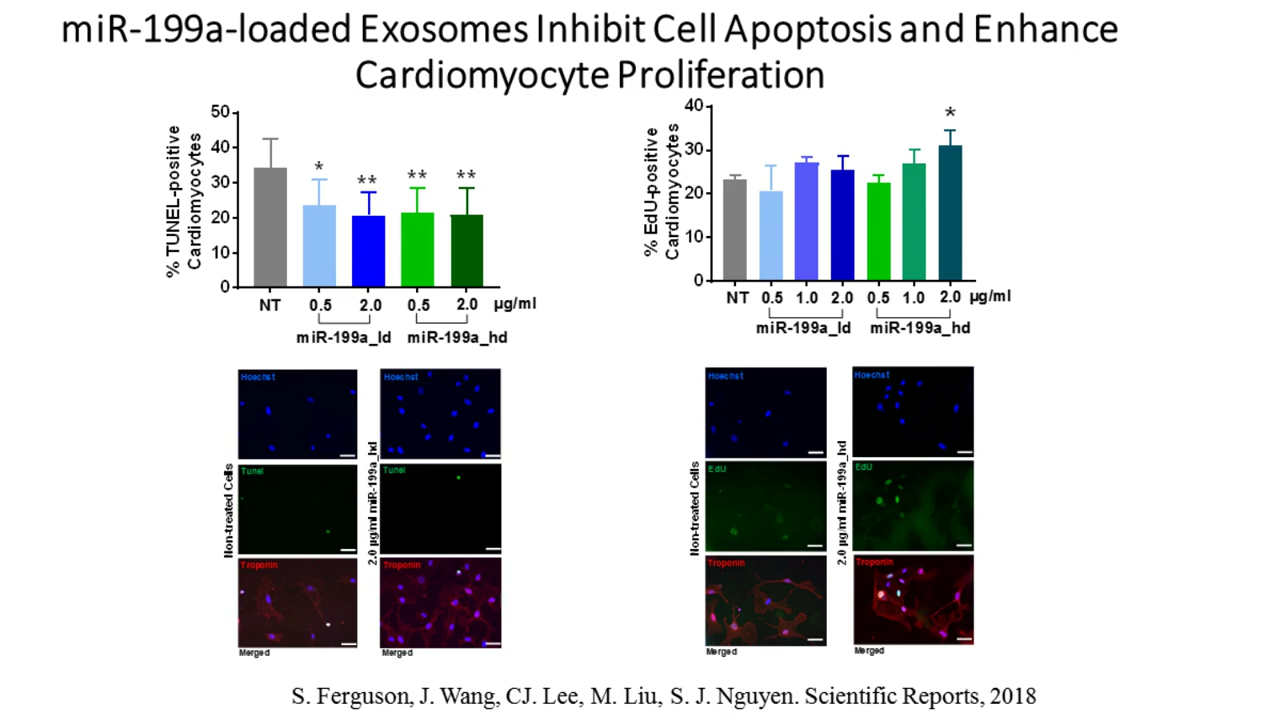 miR-199a-loaded Exosomes Inhibit Cell Apoptosis and Enhance
Cardiomyocyte Proliferation
% TUNEL-positive
Cardiomyocytes
50
40
30
20
10
0
*
**
**
**
NT
0.5
2.0
0.5
2.0
µg/ml
miR-199a_ld
miR-199a_hd
% EdU-positive
Cardiomyocytes
40
30
20
10
0
*
NT
0.5
1.0
2.0
0.5
1.0
2.0
µg/ml
miR-199a_ld
miR-199a_hd
Non-treated Cells
Hoechst
Tunel
Troponin
Merged
2.0 µg/ml miR-199a_hd
Hoechst
Tunel
Troponin
Merged
Non-treated Cells
Hoechst
EdU
Troponin
Merged
2.0 µg/ml miR-199a_hd
Hoechst
EdU
Troponin
Merged
S. Ferguson, J. Wang, CJ. Lee, M. Liu, S. J. Nguyen. Scientific Reports, 2018